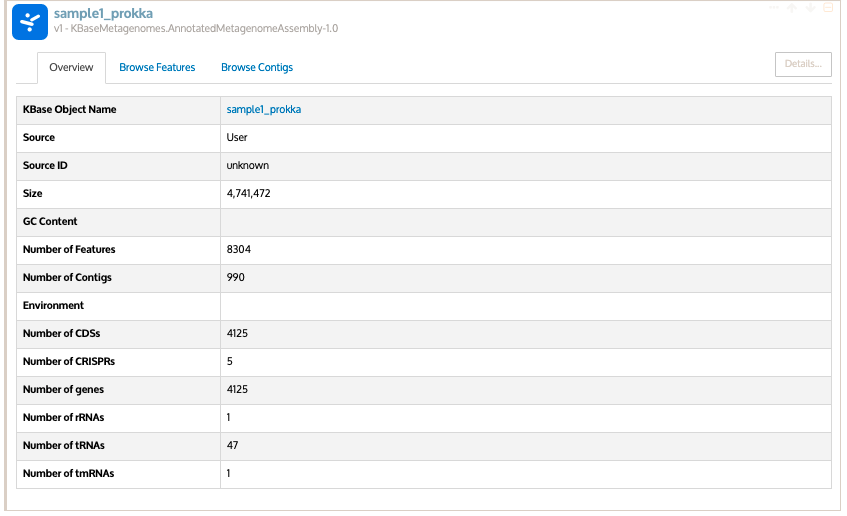 sample1_prokka
v1 - KBaseMetagenomes.AnnotatedMetagenomeAssembly-1.0
Overview Browse Features Browse Contigs Details...
KBase Object Name sample1_prokka
Source User
Source ID unknown
Size 4,741,472
GC Content
Number of Features 8304
Number of Contigs 990
Environment
Number of CDSs 4125
Number of CRISPRs 5
Number of genes 4125
Number of rRNAs 1
Number of tRNAs 47
Number of tmRNAs 1